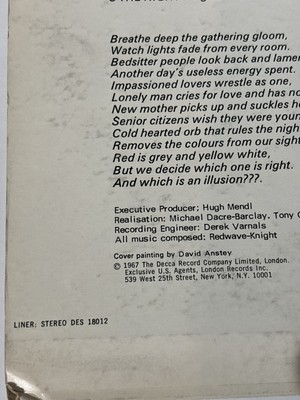 Breathe deep the gathering gloom,
Watch lights fade from every room.
Bedsitter people look back and lamen
Another day's useless energy spent.
Impassioned lovers wrestle as one,
Lonely man cries for love and has no
New mother picks up and suckles he
Senior citizens wish they were youn
Cold hearted orb that rules the nigh
Removes the colours from our sight
Red is grey and yellow white,
But we decide which one is right.
And which is an illusion???.
Executive Producer; Hugh Mendl
Realisation: Michael Dacre-Barclay, Tony C
Recording Engineer: Derek Varnals
All music composed: Redwave-Knight
Cover painting by David Anstey
© 1967 The Decca Record Company Limited, London.
Exclusive U.S. Agents, London Records Inc.
539 West 25th Street, New York, N.Y. 10001
LINER: STEREO DES 18012